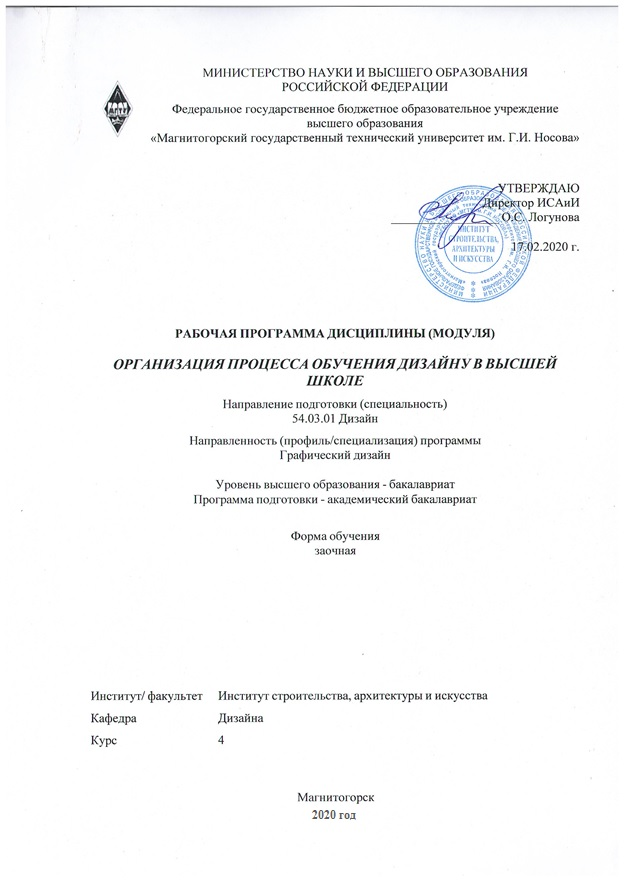 МИНИСТЕРСТВО НАУКИ И ВЫСШЕГО ОБРАЗОВАНИЯ
РОССИЙСКОЙ ФЕДЕРАЦИИ
Федеральное государственное бюджетное образовательное учреждение
высшего образования
«Магнитогорский государственный технический университет им. Г.И. Носова»
УТВЕРЖДАЮ
Директор ИСАиИ
О.С. Логунова
17.02.2020 г.
ИНСТИТУТ
СТРОИТЕЛЬСТВА,
АРХИТЕКТУРЫ
И ИСКУССТВА
РАБОЧАЯ ПРОГРАММА ДИСЦИПЛИНЫ (МОДУЛЯ)
ОРГАНИЗАЦИЯ ПРОЦЕССА ОБУЧЕНИЯ ДИЗАЙНУ В ВЫСШЕЙ
ШКОЛЕ
Направление подготовки (специальность)
54.03.01 Дизайн
Направленность (профиль/специализация) программы
Графический дизайн
Уровень высшего образования - бакалавриат
Программа подготовки - академический бакалавриат
Форма обучения
заочная
Институт/ факультет Институт строительства, архитектуры и искусства
Кафедра Дизайна
Курс 4
Магнитогорск
2020 год